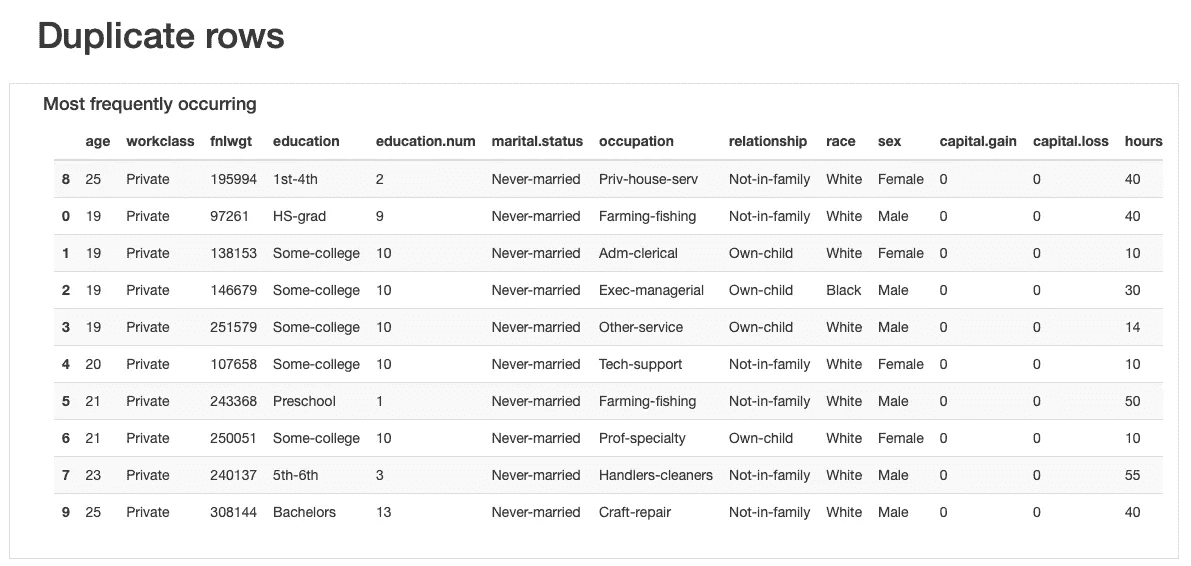 Duplicate rows
Most frequently occurring
age workclass fnlwgt education education.num marital.status occupation relationship race sex capital.gain capital.loss hours
8 25 Private 195994 1st-4th 2 Never-married Priv-house-serv Not-in-family White Female 0 0 40
0 19 Private 97261 HS-grad 9 Never-married Farming-fishing Not-in-family White Male 0 0 40
1 19 Private 138153 Some-college 10 Never-married Adm-clerical Own-child White Female 0 0 10
2 19 Private 146679 Some-college 10 Never-married Exec-managerial Own-child Black Male 0 0 30
3 19 Private 251579 Some-college 10 Never-married Other-service Own-child White Male 0 0 14
4 20 Private 107658 Some-college 10 Never-married Tech-support Not-in-family White Female 0 0 10
5 21 Private 243368 Preschool 1 Never-married Farming-fishing Not-in-family White Male 0 0 50
6 21 Private 250051 Some-college 10 Never-married Prof-specialty Own-child White Female 0 0 10
7 23 Private 240137 5th-6th 3 Never-married Handlers-cleaners Not-in-family White Male 0 0 55
9 25 Private 308144 Bachelors 13 Never-married Craft-repair Not-in-family White Male 0 0 40